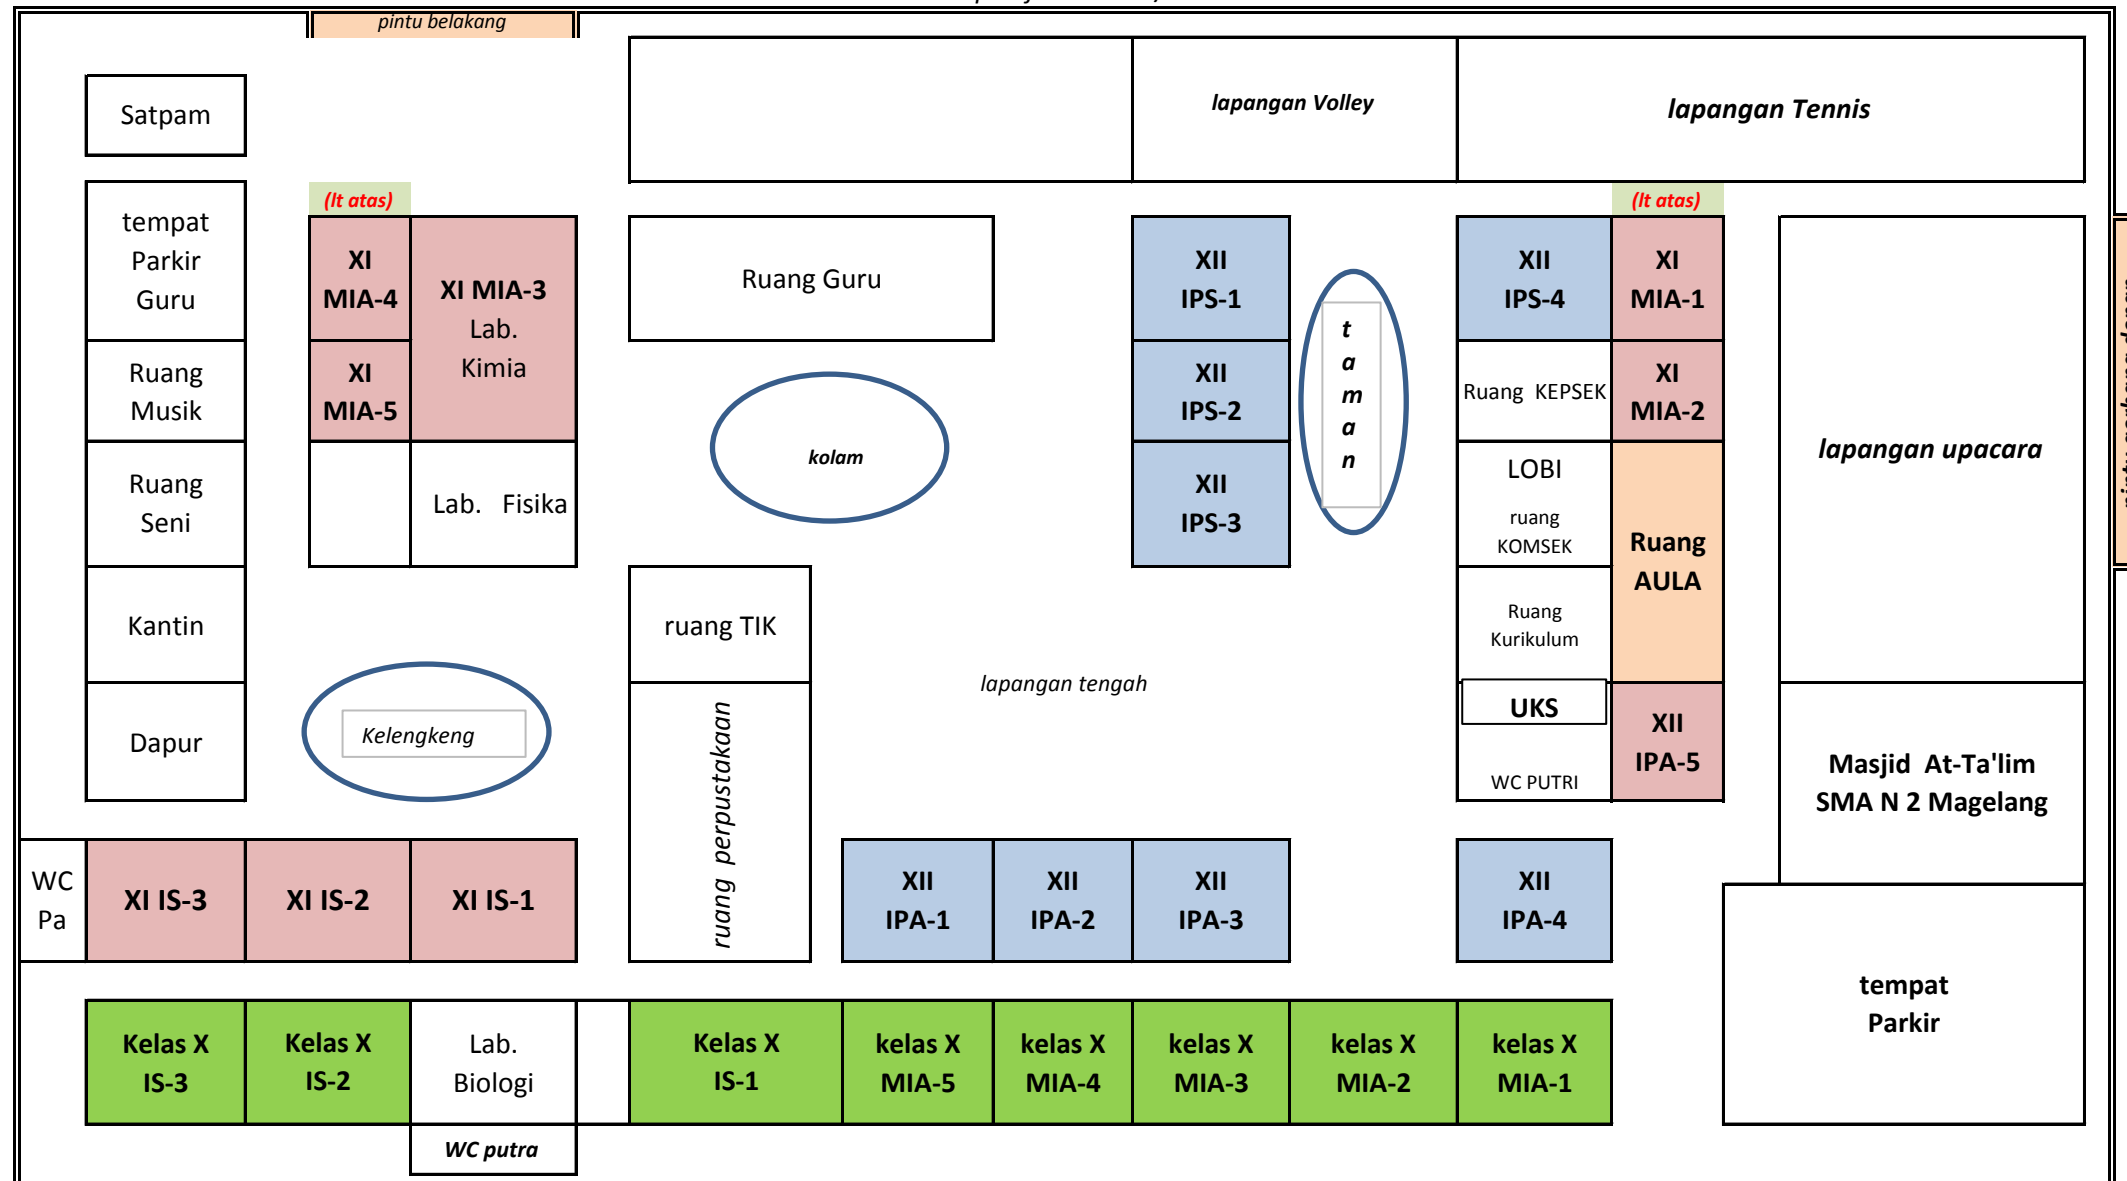 pintu belakang
lapangan Volley
lapangan Tennis
Satpam
(lt atas)
(lt atas)
tempat
Parkir
Guru
XI
MIA-4
XI MIA-3
Lab.
Kimia
Ruang Guru
XII
IPS-1
XII
IPS-4
XI
MIA-1
Ruang
Musik
XI
MIA-5
XII
IPS-2
t
a
m
a
n
Ruang KEPSEK
XI
MIA-2
lapangan upacara
Ruang
Seni
Lab. Fisika
kolam
XII
IPS-3
LOBI
ruang
KOMSEK
Ruang
AULA
Kantin
ruang TIK
lapangan tengah
Ruang
Kurikulum
Dapur
Kelengkeng
ruang perpustakaan
UKS
WC PUTRI
XII
IPA-5
Masjid At-Ta'lim
SMA N 2 Magelang
WC
Pa
XI IS-3
XI IS-2
XI IS-1
XII
IPA-1
XII
IPA-2
XII
IPA-3
XII
IPA-4
tempat
Parkir
Kelas X
IS-3
Kelas X
IS-2
Lab.
Biologi
Kelas X
IS-1
kelas X
MIA-5
kelas X
MIA-4
kelas X
MIA-3
kelas X
MIA-2
kelas X
MIA-1
WC putra